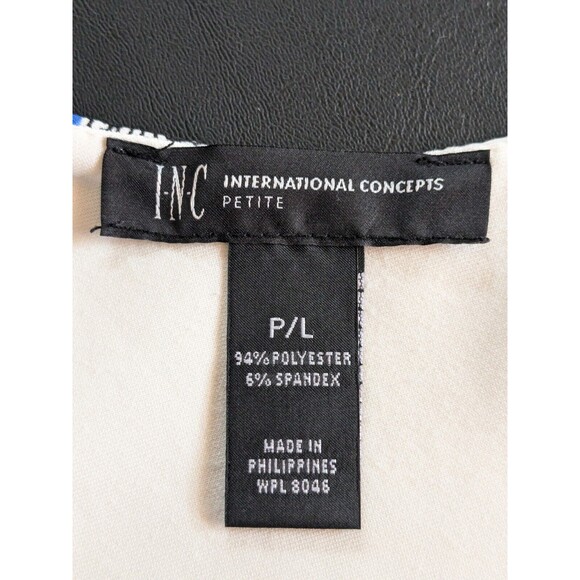 I·N·C INTERNATIONAL CONCEPTS
PETITE
P/L
94% POLYESTER
6% SPANDEX
MADE IN
PHILIPPINES
WPL 8046